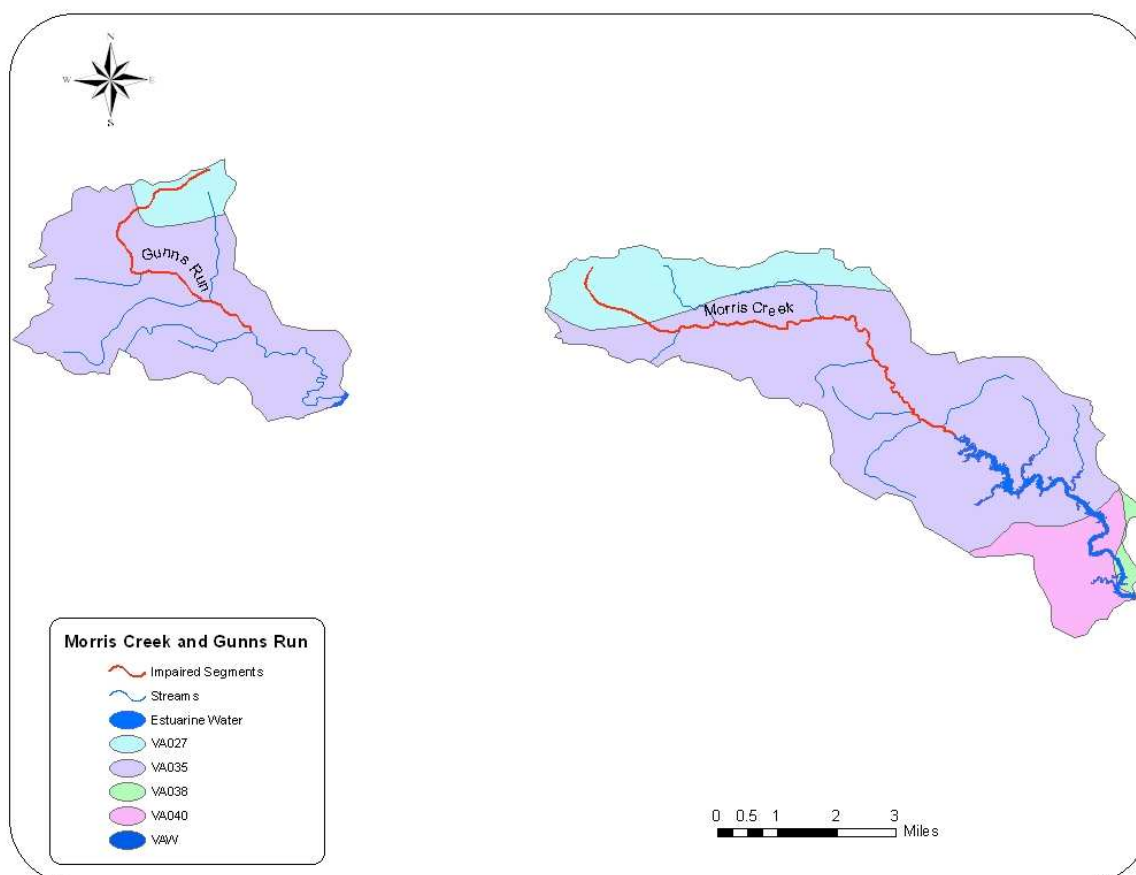 N
W E
S
Gunns Run
Morris Creek
Morris Creek and Gunns Run
Impaired Segments
Streams
Estuarine Water
VA027
VA035
VA038
VA040
VAW
0 0.5 1 2 3
Miles